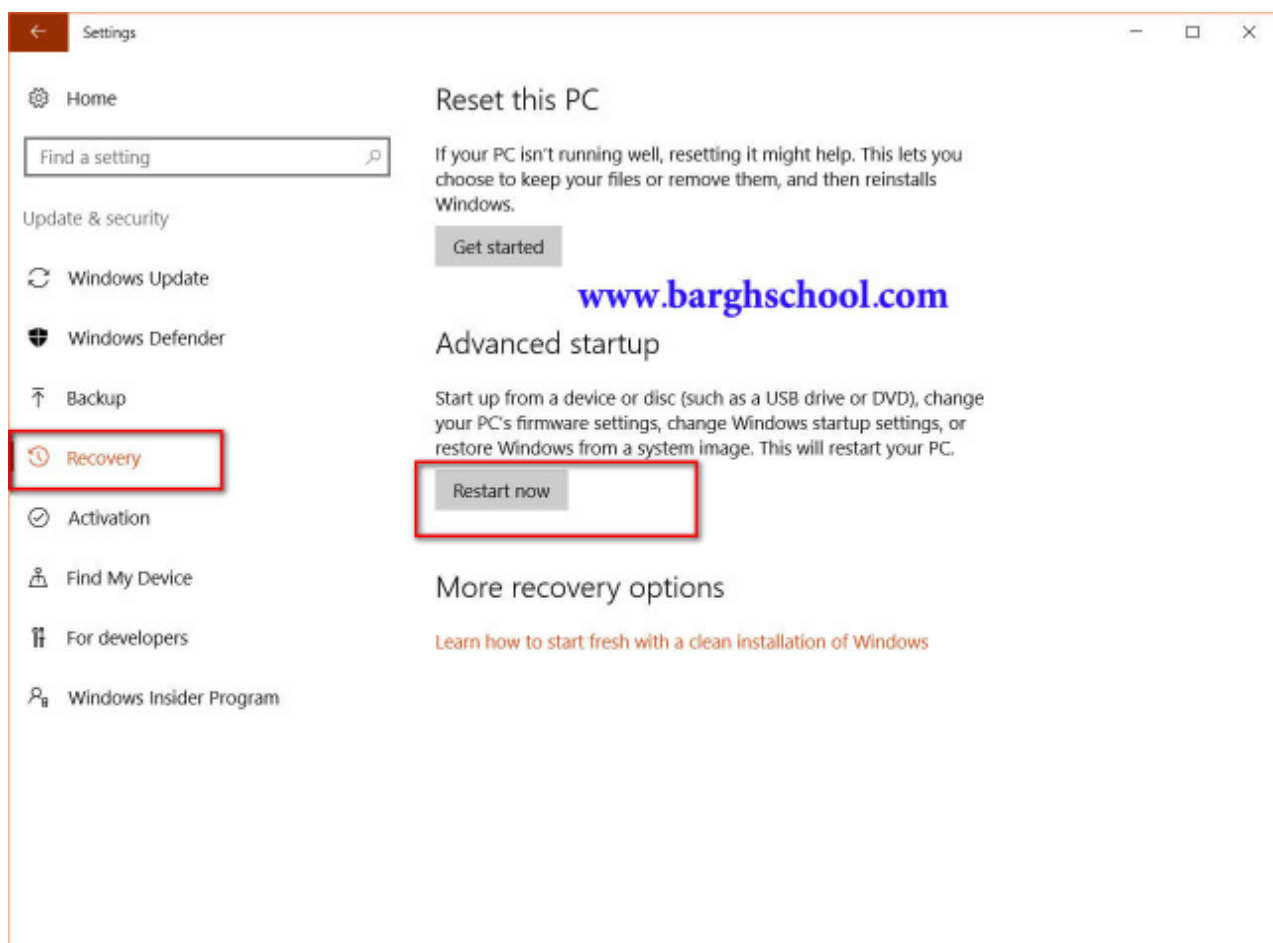 Settings
Home
Find a setting
Update & security
Windows Update
Windows Defender
Backup
Recovery
Activation
Find My Device
For developers
Windows Insider Program
Reset this PC
If your PC isn't running well, resetting it might help. This lets you
choose to keep your files or remove them, and then reinstalls
Windows.
Get started
www.barghschool.com
Advanced startup
Start up from a device or disc (such as a USB drive or DVD), change
your PC's firmware settings, change Windows startup settings, or
restore Windows from a system image. This will restart your PC.
Restart now
More recovery options
Learn how to start fresh with a clean installation of Windows